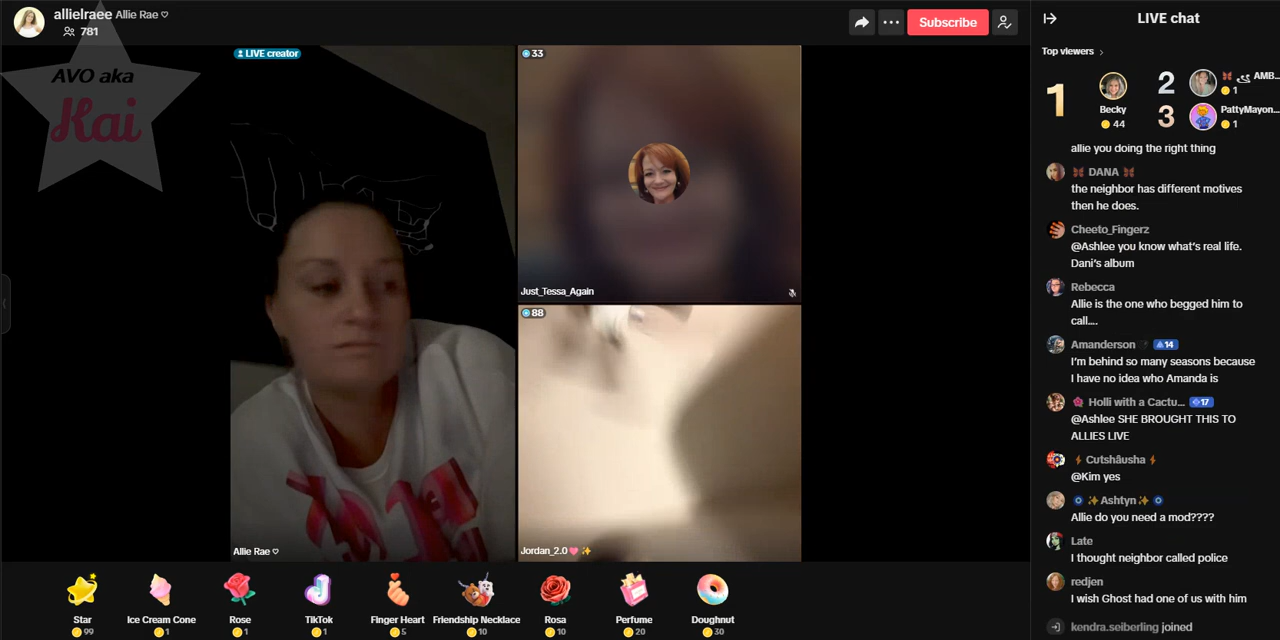 allielraee Allie Rae ♡
781
Subscribe
AVO aka
Kai
LIVE creator
33
Just_Tessa_Again
88
Allie Rae ♡
Jordan_2.0 💗 ✨
Star
99
Ice Cream Cone
1
Rose
1
TikTok
1
Finger Heart
5
Friendship Necklace
10
Rosa
10
Perfume
20
Doughnut
30
LIVE chat
Top viewers
1
Becky
44
2
AMB...
1
3
PattyMayon...
1
allie you doing the right thing
DANA
the neighbor has different motives
then he does.
Cheeto_Fingerz
@Ashlee you know what's real life.
Dani's album
Rebecca
Allie is the one who begged him to
call....
Amanderson 14
I'm behind so many seasons because
I have no idea who Amanda is
Holli with a Cactu... 17
@Ashlee SHE BROUGHT THIS TO
ALLIES LIVE
⚡ Cutshâusha ⚡
@Kim yes
🧿 ✨Ashtyn✨ 🧿
Allie do you need a mod????
Late
I thought neighbor called police
redjen
I wish Ghost had one of us with him
kendra.seiberling joined